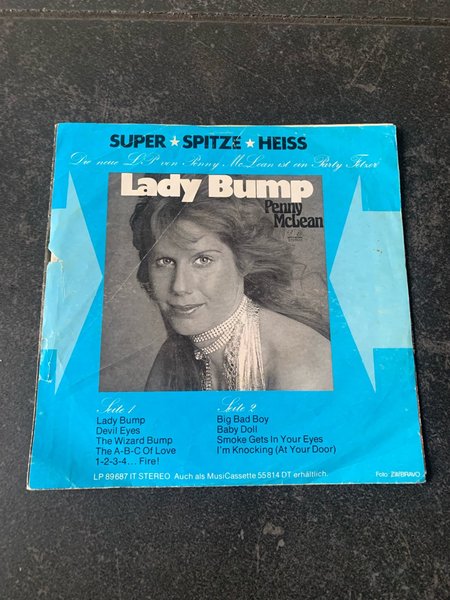 SUPER ★ SPITZE ★ HEISS
Die neue LP von Penny McLean ist ein Party Fetzer
Lady Bump
Penny
McLean
Seite 1
Lady Bump
Devil Eyes
The Wizard Bump
The A-B-C Of Love
1-2-3-4... Fire!
Seite 2
Big Bad Boy
Baby Doll
Smoke Gets In Your Eyes
I'm Knocking (At Your Door)
LP 89687 IT STEREO Auch als MusiCassette 55814 DT erhältlich.
Foto: ZillBRAVO